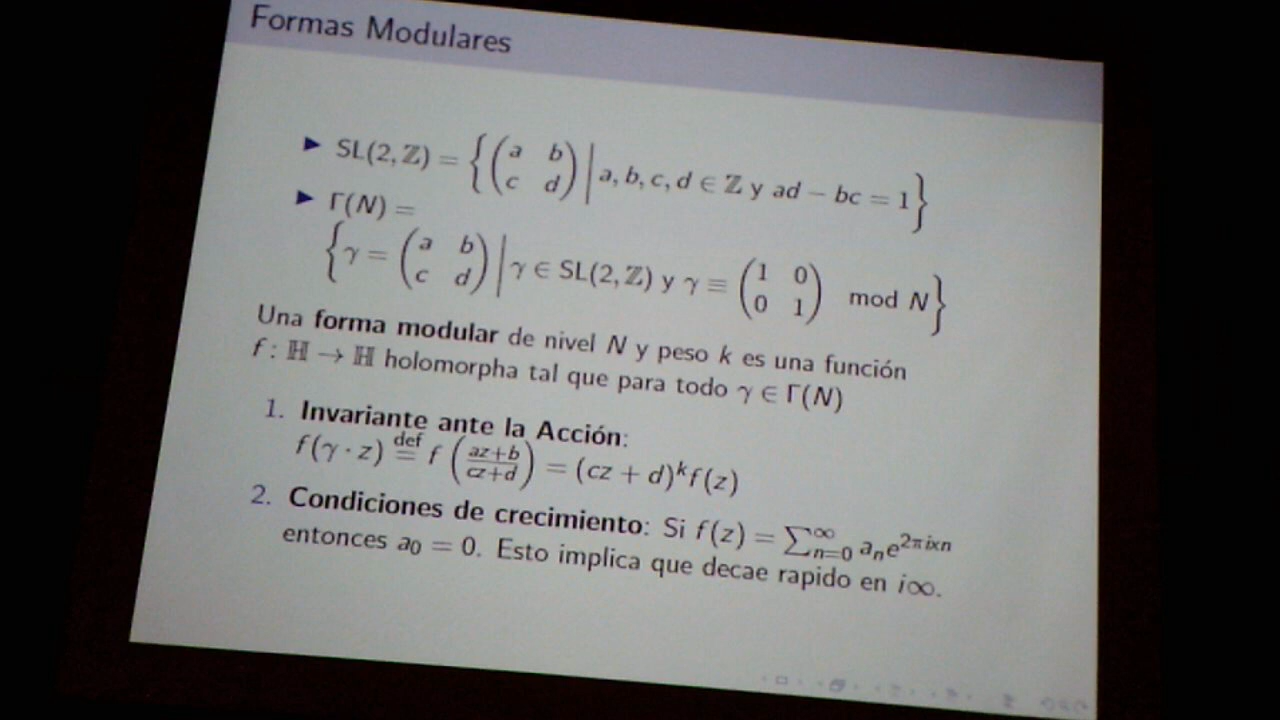 Formas Modulares
▶ SL(2, ℤ) = { ( a b ; c d ) | a, b, c, d ∈ ℤ y ad − bc = 1 }
▶ Γ(N) =
{ γ = ( a b ; c d ) | γ ∈ SL(2, ℤ) y γ ≡ ( 1 0 ; 0 1 ) mod N }
Una forma modular de nivel N y peso k es una función
f : ℍ → ℍ holomorpha tal que para todo γ ∈ Γ(N)
1. Invariante ante la Acción:
f(γ · z) def= f ( (az+b)/(cz+d) ) = (cz + d)^k f(z)
2. Condiciones de crecimiento: Si f(z) = ∑_{n=0}^{∞} a_n e^{2πixn}
entonces a_0 = 0. Esto implica que decae rapido en i∞.